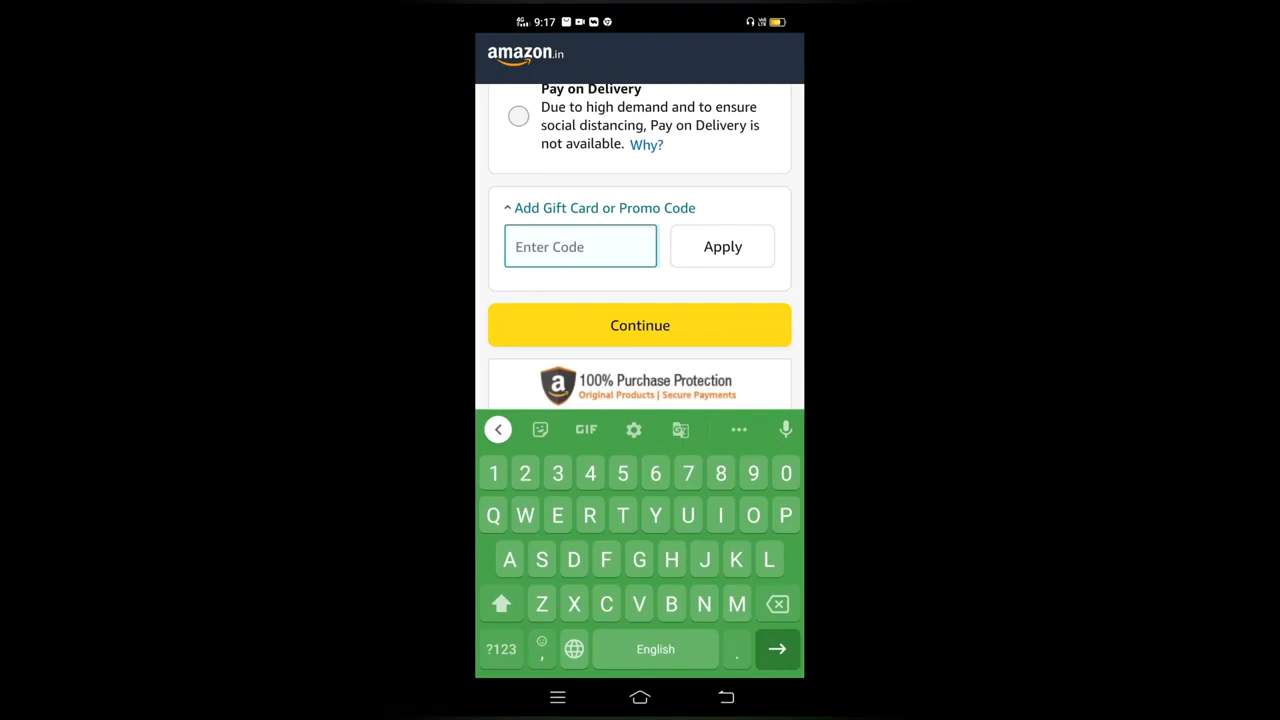 4G 9:17
VoLTE
amazon.in
Pay on Delivery
Due to high demand and to ensure
social distancing, Pay on Delivery is
not available. Why?
Add Gift Card or Promo Code
Enter Code Apply
Continue
a 100% Purchase Protection
Original Products | Secure Payments
GIF
1 2 3 4 5 6 7 8 9 0
Q W E R T Y U I O P
A S D F G H J K L
Z X C V B N M
?123 , English .